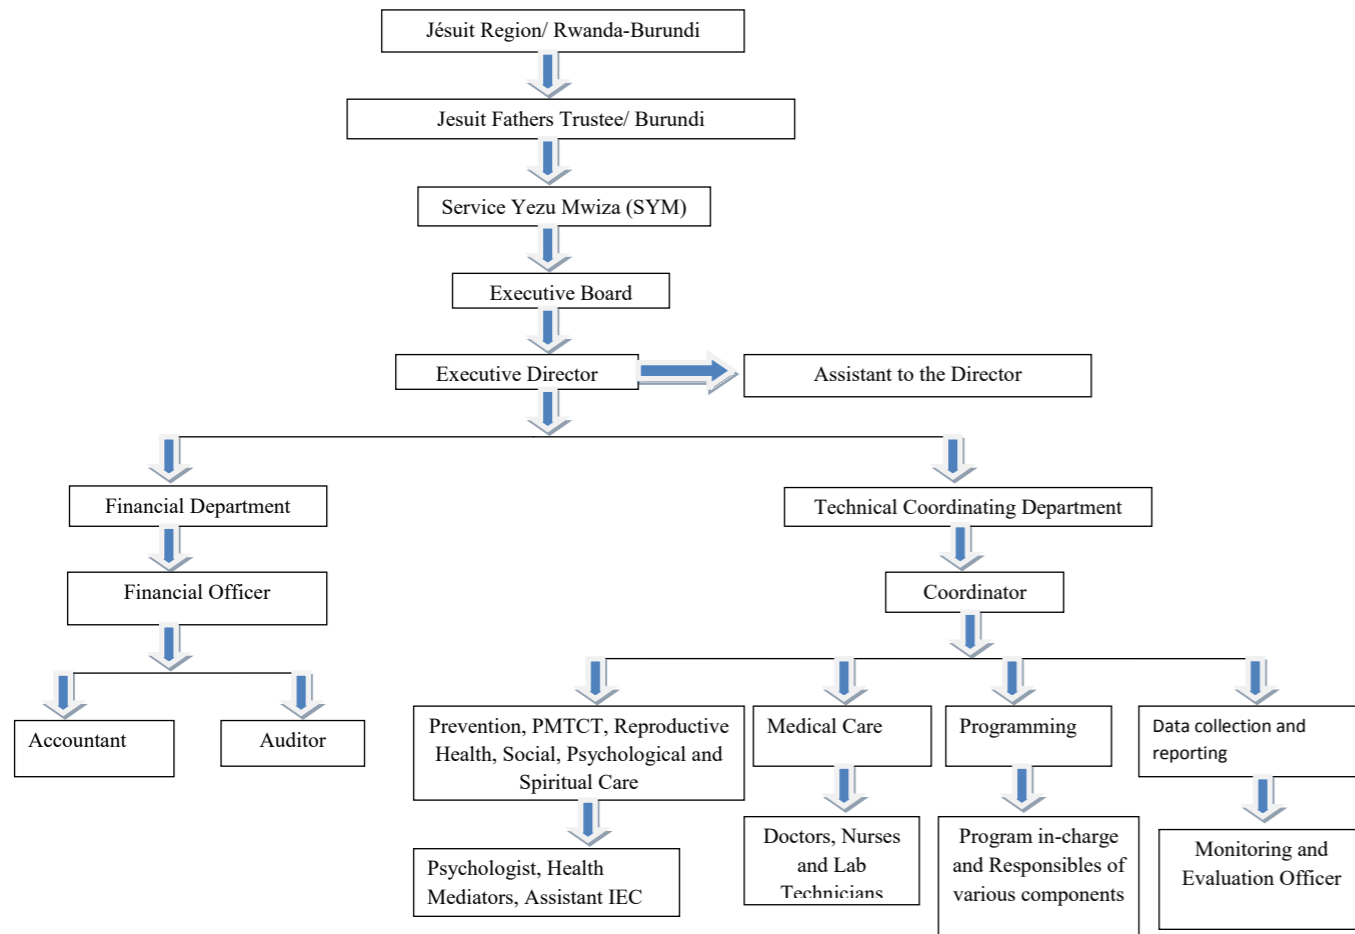 Jésuit Region/ Rwanda-Burundi
Jesuit Fathers Trustee/ Burundi
Service Yezu Mwiza (SYM)
Executive Board
Executive Director
Assistant to the Director
Financial Department
Technical Coordinating Department
Financial Officer
Coordinator
Accountant
Auditor
Prevention, PMTCT, Reproductive
Health, Social, Psychological and
Spiritual Care
Medical Care
Programming
Data collection and
reporting
Psychologist, Health
Mediators, Assistant IEC
Doctors, Nurses
and Lab
Technicians
Program in-charge
and Responsibles of
various components
Monitoring and
Evaluation Officer